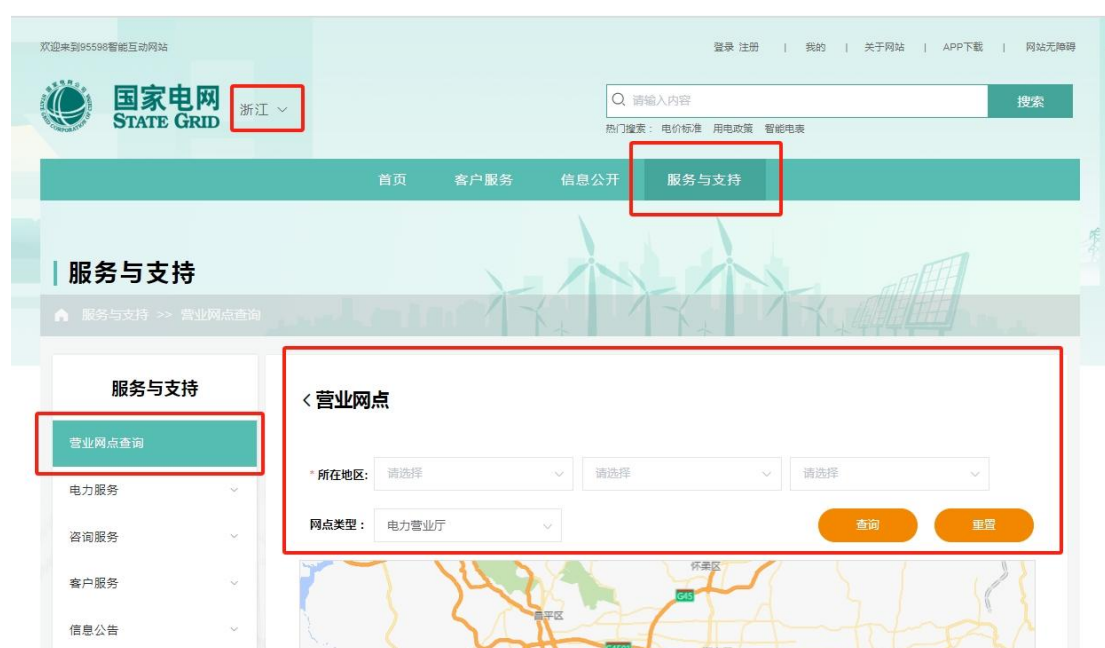 欢迎来到95598智能互动网站
登录 注册 | 我的 | 关于网站 | APP下载 | 网站无障碍
国家电网
STATE GRID
浙江
请输入内容
搜索
热门搜索： 电价标准 用电政策 智能电表
首页 客户服务 信息公开 服务与支持
服务与支持
服务与支持 >> 营业网点查询
服务与支持
营业网点查询
电力服务
咨询服务
客户服务
信息公告
营业网点
* 所在地区: 请选择 请选择 请选择
网点类型： 电力营业厅
查询 重置
怀柔区
G45
昌平区